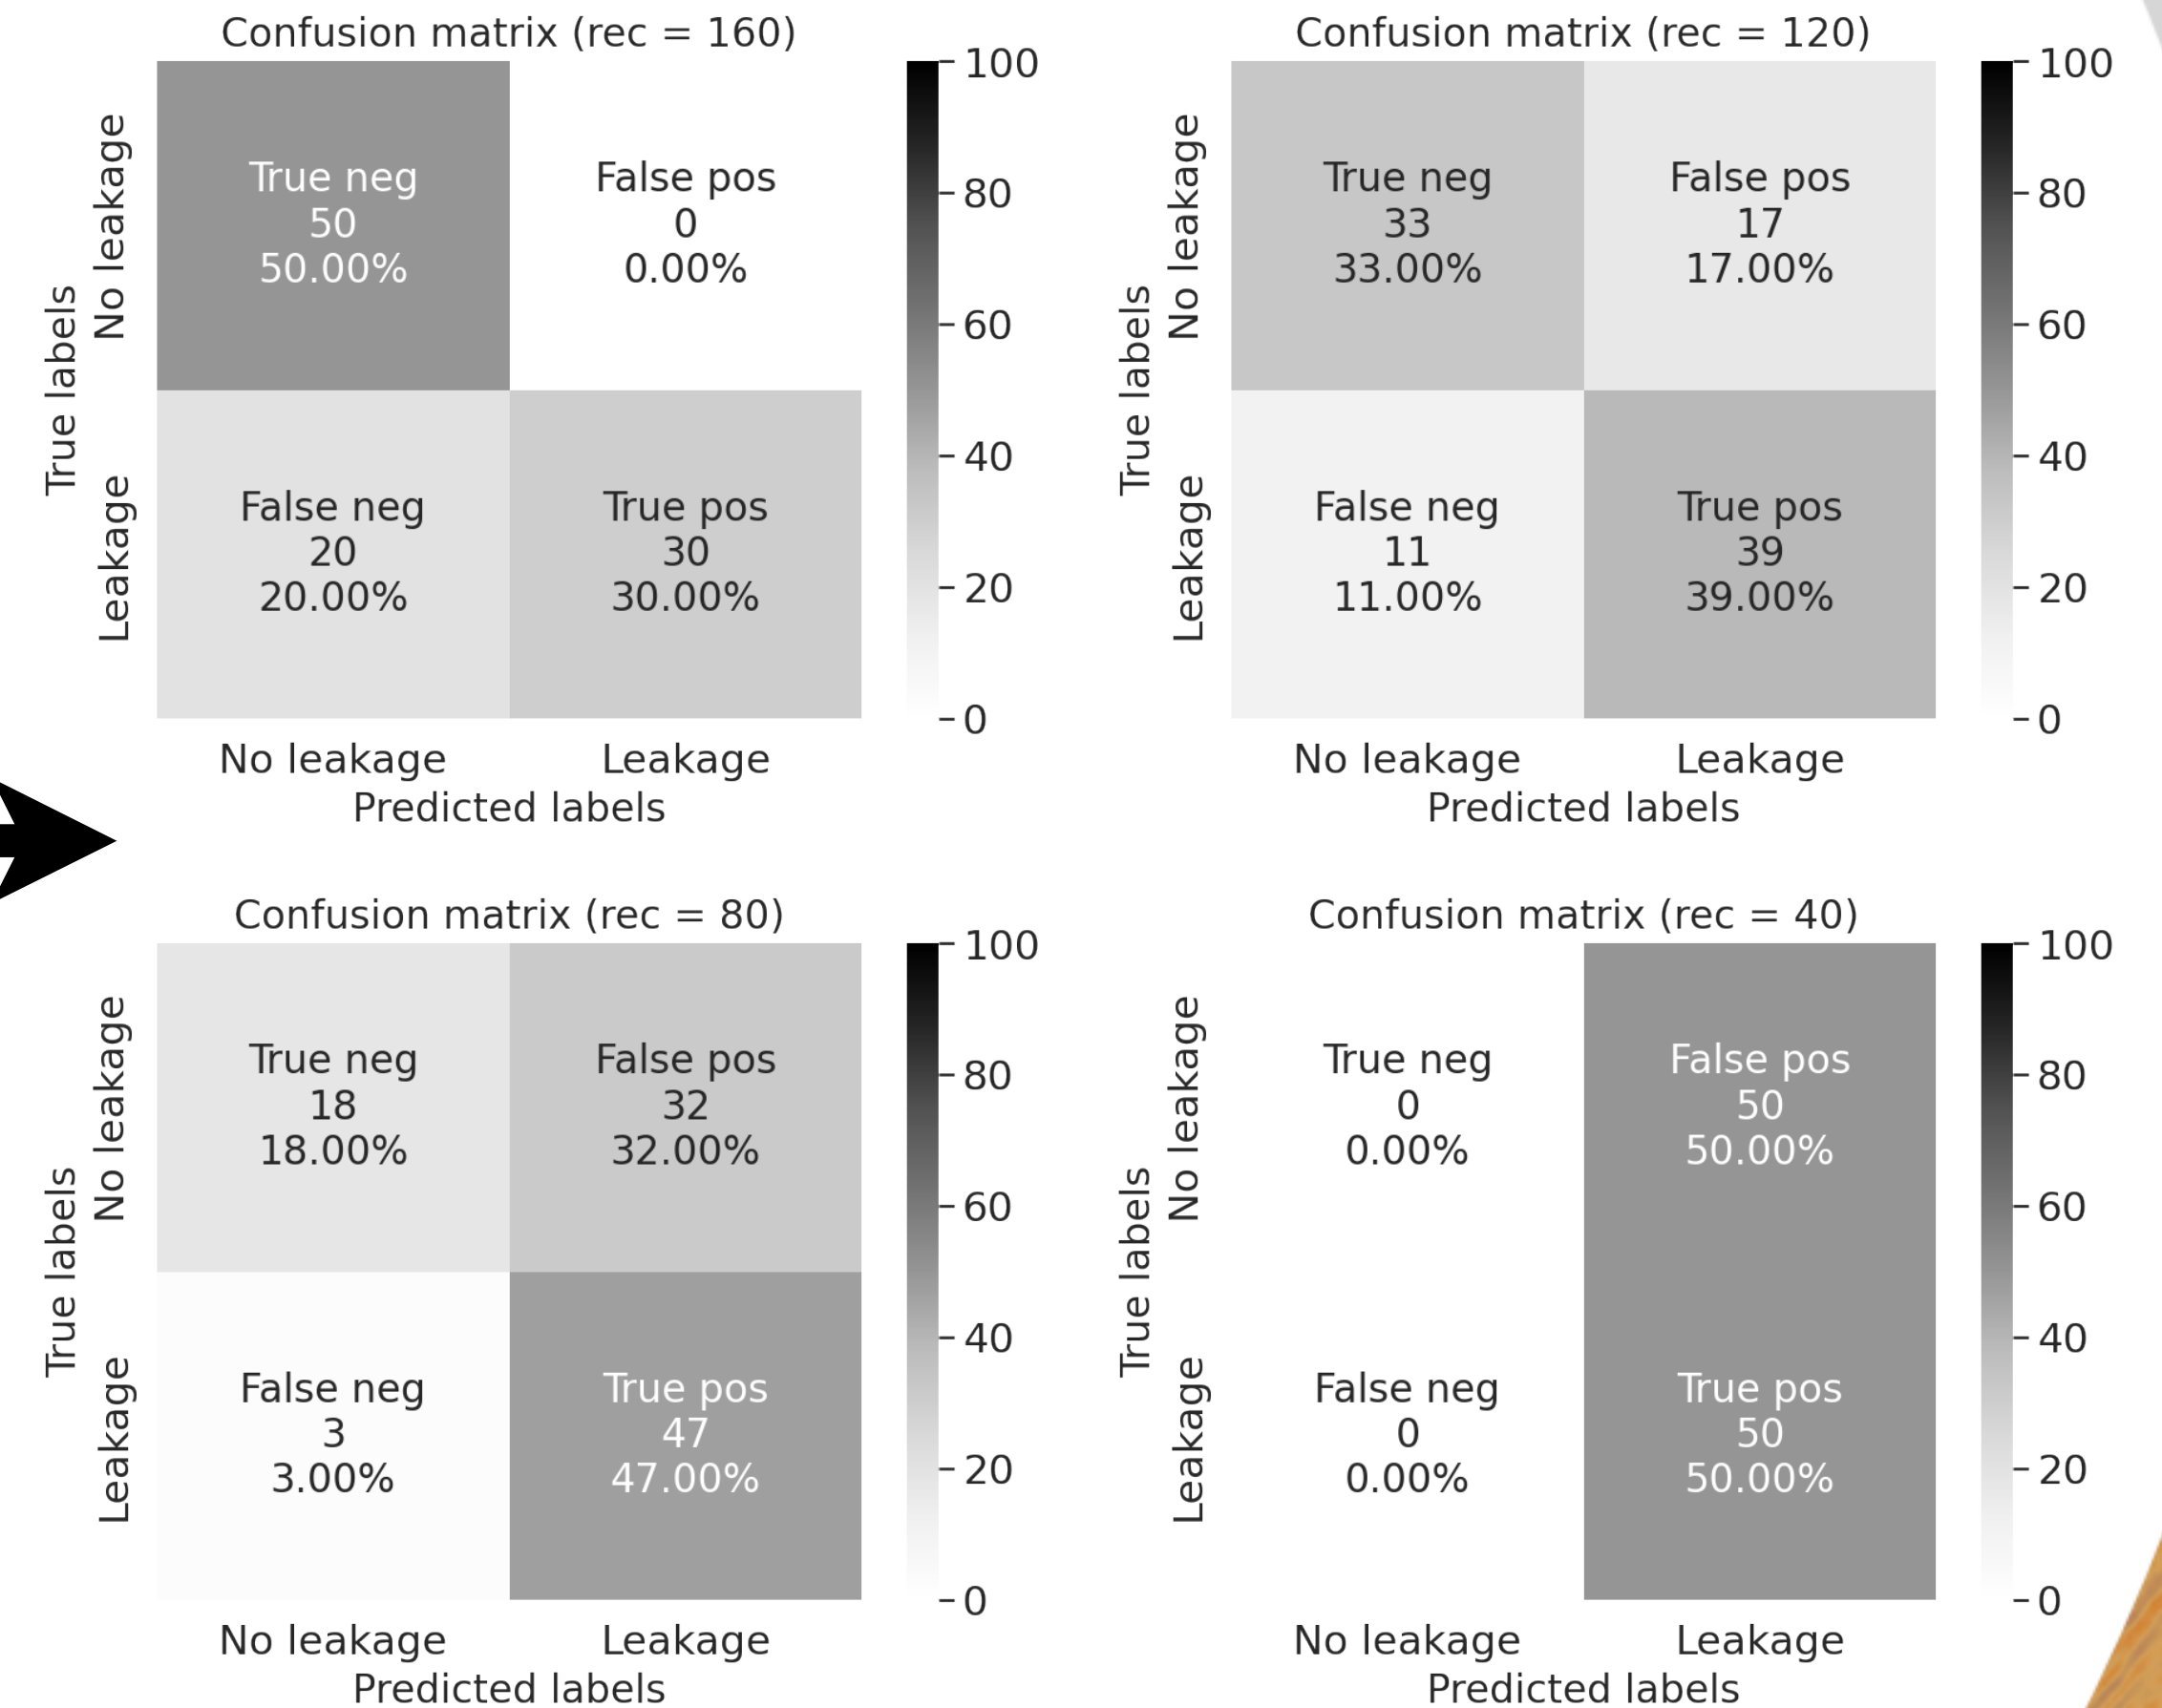 Confusion matrix (rec = 160)
True labels
No leakage
Leakage
True neg
50
50.00%
False pos
0
0.00%
False neg
20
20.00%
True pos
30
30.00%
No leakage
Leakage
Predicted labels
100
80
60
40
20
0
Confusion matrix (rec = 120)
True labels
No leakage
Leakage
True neg
33
33.00%
False pos
17
17.00%
False neg
11
11.00%
True pos
39
39.00%
No leakage
Leakage
Predicted labels
100
80
60
40
20
0
Confusion matrix (rec = 80)
True labels
No leakage
Leakage
True neg
18
18.00%
False pos
32
32.00%
False neg
3
3.00%
True pos
47
47.00%
No leakage
Leakage
Predicted labels
100
80
60
40
20
0
Confusion matrix (rec = 40)
True labels
No leakage
Leakage
True neg
0
0.00%
False pos
50
50.00%
False neg
0
0.00%
True pos
50
50.00%
No leakage
Leakage
Predicted labels
100
80
60
40
20
0